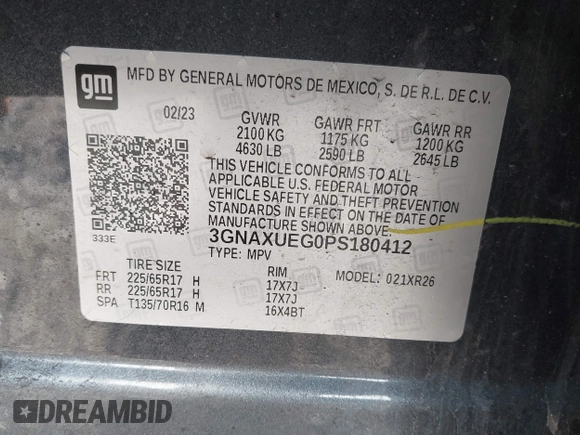 gm
MFD BY GENERAL MOTORS DE MEXICO, S. DE R.L. DE C.V.
02/23 GVWR GAWR FRT GAWR RR
2100 KG 1175 KG 1200 KG
4630 LB 2590 LB 2645 LB
THIS VEHICLE CONFORMS TO ALL
APPLICABLE U.S. FEDERAL MOTOR
VEHICLE SAFETY AND THEFT PREVENTION
STANDARDS IN EFFECT ON THE DATE OF
MANUFACTURE SHOWN ABOVE.
333E
3GNAXUEG0PS180412
TYPE: MPV
TIRE SIZE RIM MODEL: 021XR26
FRT 225/65R17 H 17X7J
RR 225/65R17 H 17X7J
SPA T135/70R16 M 16X4BT
DREAMBID